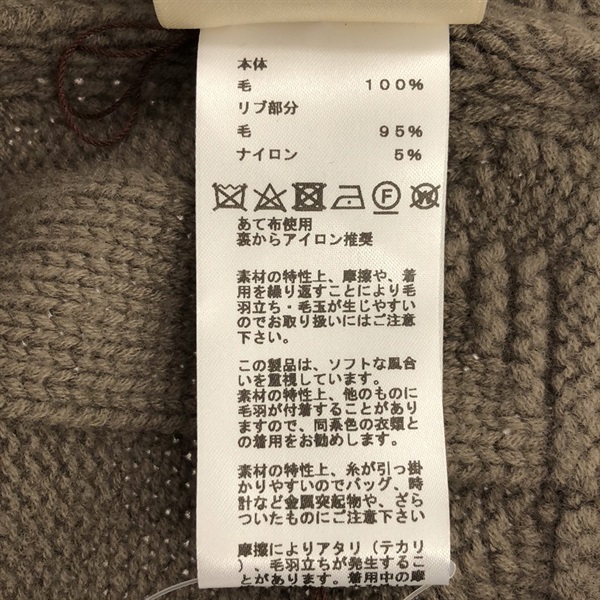 本体
毛 100%
リブ部分
毛 95%
ナイロン 5%
F W
あて布使用
裏からアイロン推奨
素材の特性上、摩擦や、着
用を繰り返すことにより毛
羽立ち・毛玉が生じやすい
のでお取り扱いにはご注意
下さい。
この製品は、ソフトな風合
いを重視しています。
素材の特性上、他のものに
毛羽が付着することがあり
ますので、同系色の衣類と
の着用をお勧めします。
素材の特性上、糸が引っ掛
かりやすいのでバッグ、時
計など金属突起物や、ざら
ついたものにご注意下さい
摩擦によりアタリ（テカリ
）、毛羽立ちが発生するこ
とがあります。着用中の摩